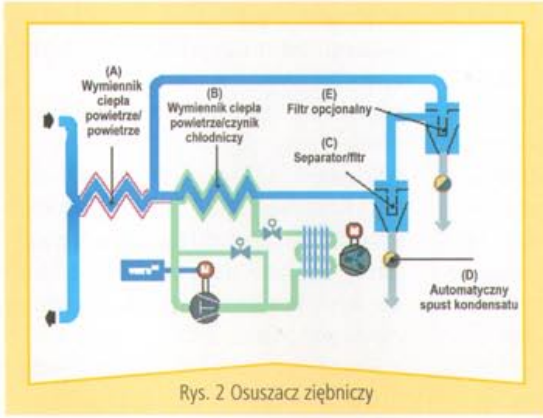 (A)
Wymiennik
ciepła
powietrze/
powietrze
(B)
Wymiennik ciepła
powietrze/czynik
chłodniczy
(E)
Filtr opcjonalny
(C)
Separator/filtr
M
M
(D)
Automatyczny
spust kondensatu
Rys. 2 Osuszacz ziębniczy